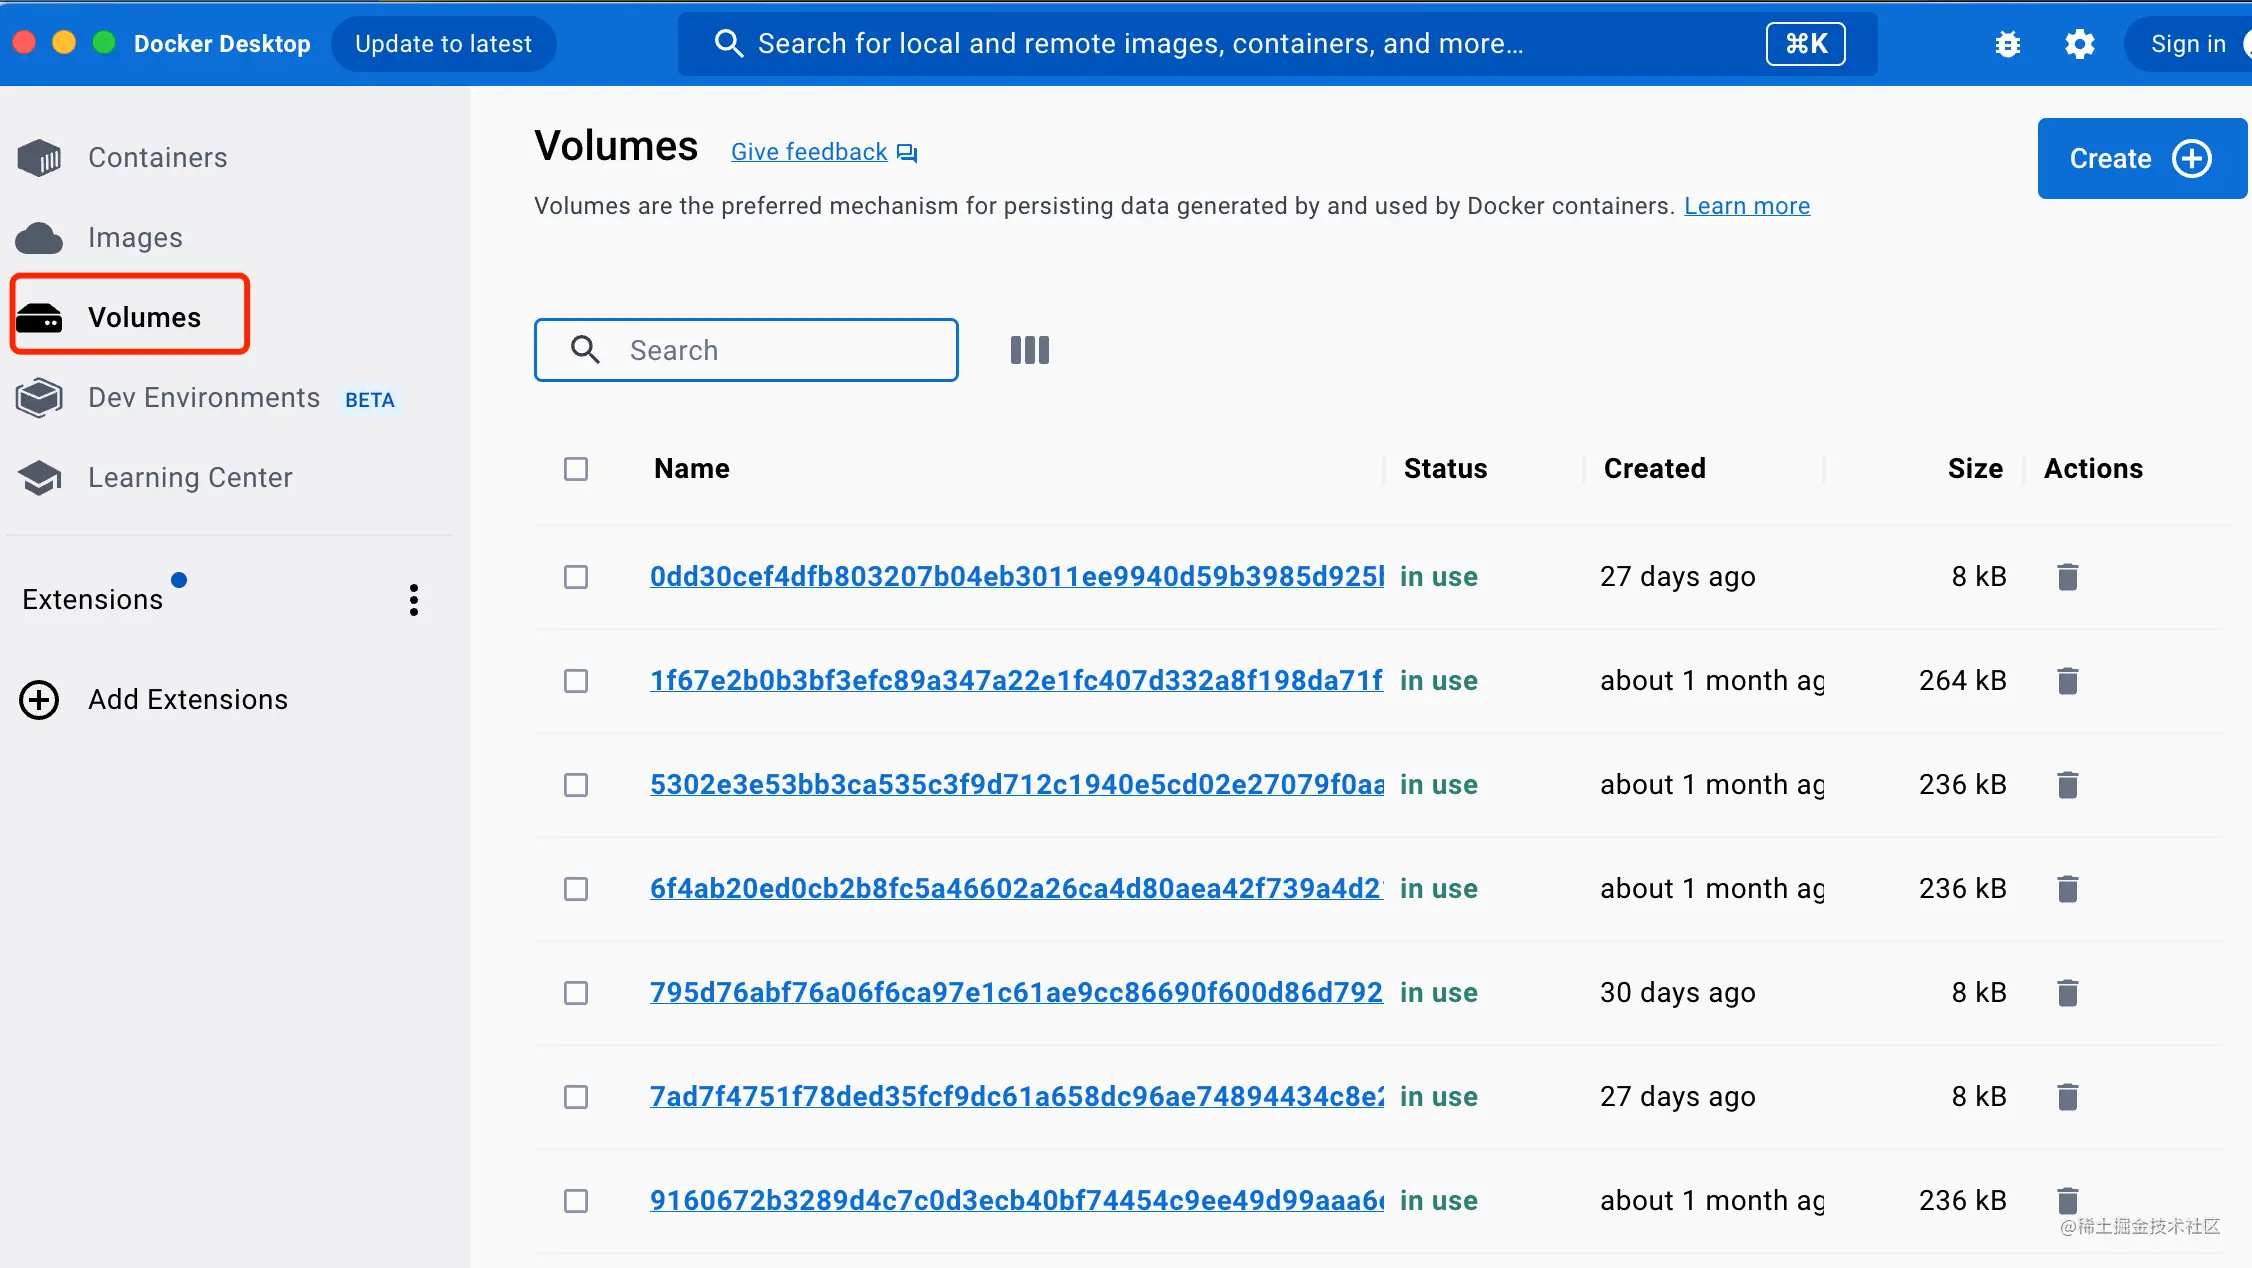 Docker Desktop Update to latest Search for local and remote images, containers, and more... ⌘K Sign in
Containers
Images
Volumes
Dev Environments BETA
Learning Center
Extensions
Add Extensions
Volumes Give feedback
Create
Volumes are the preferred mechanism for persisting data generated by and used by Docker containers. Learn more
Search
Name Status Created Size Actions
0dd30cef4dfb803207b04eb3011ee9940d59b3985d925 in use 27 days ago 8 kB
1f67e2b0b3bf3efc89a347a22e1fc407d332a8f198da71f in use about 1 month ag 264 kB
5302e3e53bb3ca535c3f9d712c1940e5cd02e27079f0aa in use about 1 month ag 236 kB
6f4ab20ed0cb2b8fc5a46602a26ca4d80aea42f739a4d2 in use about 1 month ag 236 kB
795d76abf76a06f6ca97e1c61ae9cc86690f600d86d792 in use 30 days ago 8 kB
7ad7f4751f78ded35fcf9dc61a658dc96ae74894434c8e2 in use 27 days ago 8 kB
9160672b3289d4c7c0d3ecb40bf74454c9ee49d99aaa6 in use about 1 month ag 236 kB
@稀土掘金技术社区